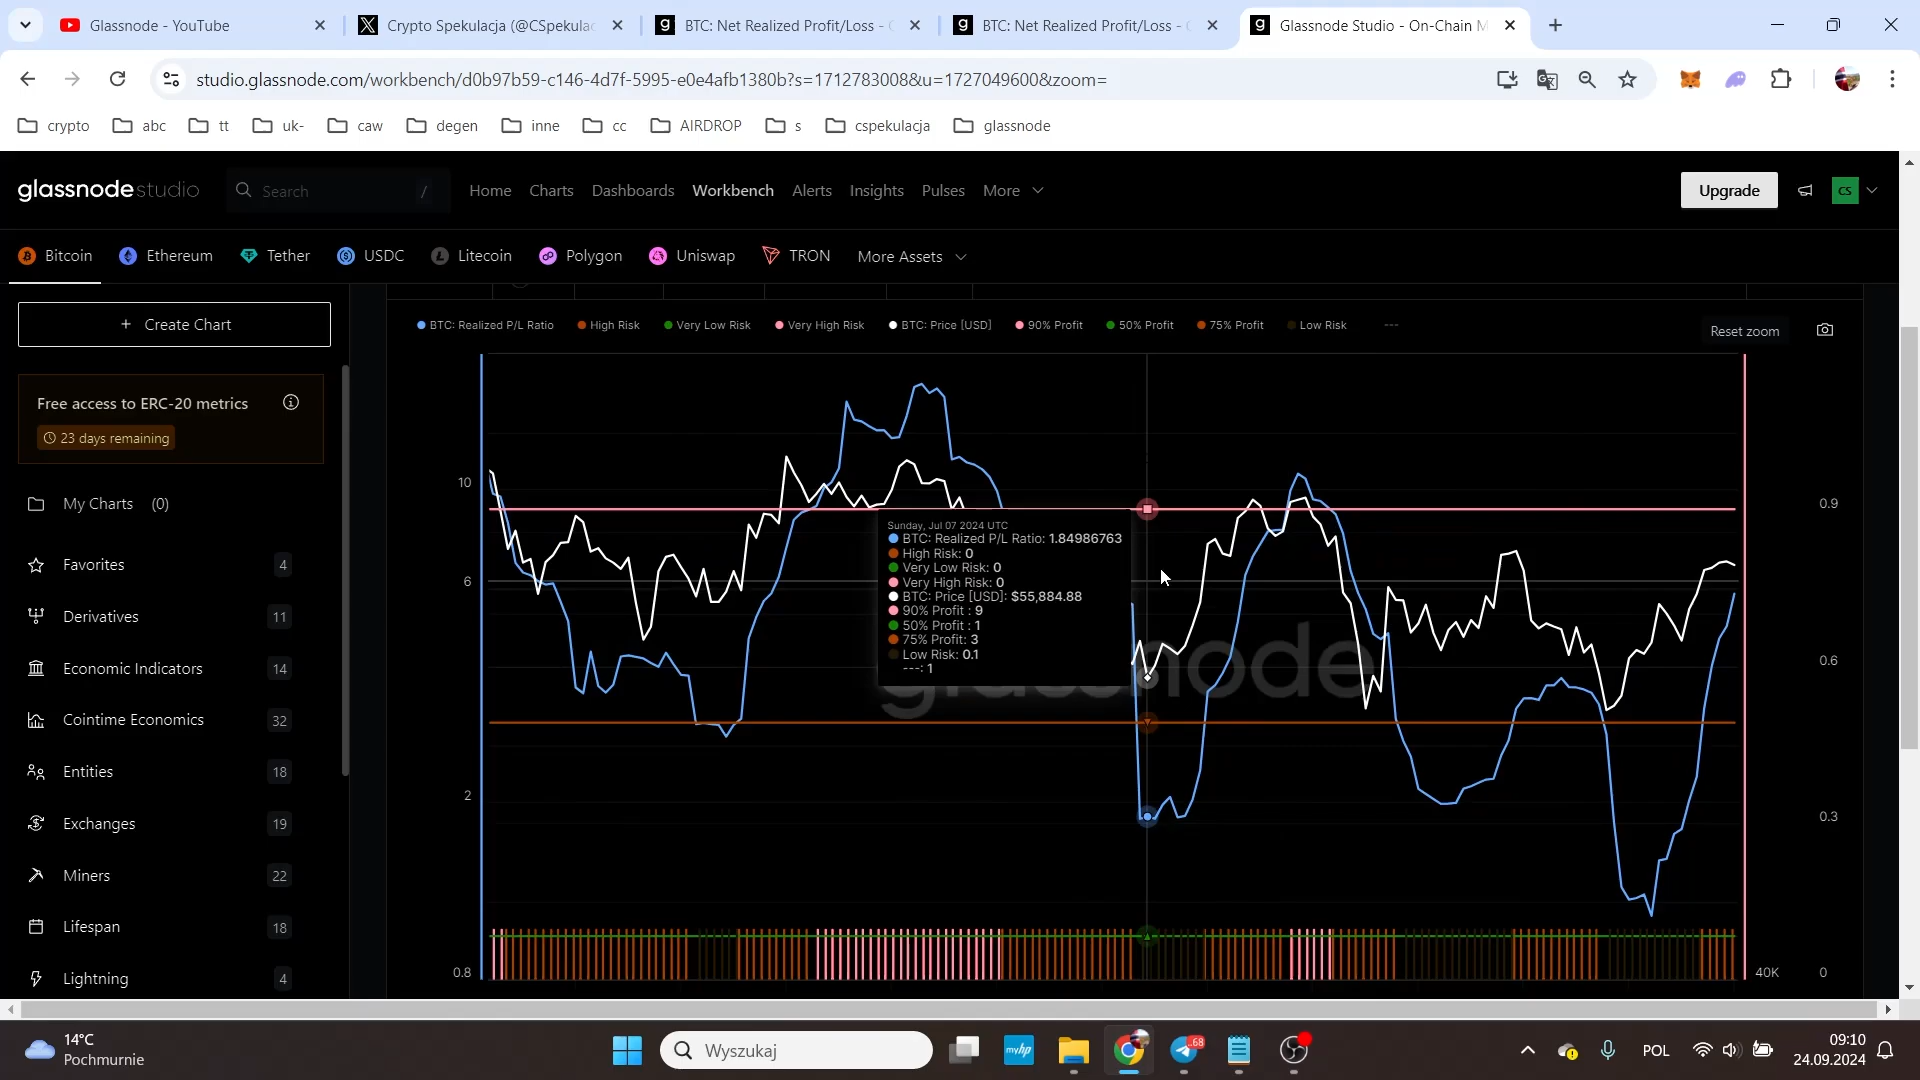 Glassnode - YouTube
Crypto Spekulacja (@CSpekulac
BTC: Net Realized Profit/Loss -
BTC: Net Realized Profit/Loss -
Glassnode Studio - On-Chain M
studio.glassnode.com/workbench/d0b97b59-c146-4d7f-5995-e0e4afb1380b?s=1712783008&u=1727049600&zoom=
crypto abc tt uk- caw degen inne cc AIRDROP s cspekulacja glassnode
glassnodestudio Search / Home Charts Dashboards Workbench Alerts Insights Pulses More Upgrade CS
Bitcoin Ethereum Tether USDC Litecoin Polygon Uniswap TRON More Assets
+ Create Chart
Free access to ERC-20 metrics
23 days remaining
My Charts (0)
Favorites 4
Derivatives 11
Economic Indicators 14
Cointime Economics 32
Entities 18
Exchanges 19
Miners 22
Lifespan 18
Lightning 4
BTC: Realized P/L Ratio High Risk Very Low Risk Very High Risk BTC: Price [USD] 90% Profit 50% Profit 75% Profit Low Risk ---
Reset zoom
10
6
2
0.8
Sunday, Jul 07 2024 UTC
BTC: Realized P/L Ratio: 1.84986763
High Risk: 0
Very Low Risk: 0
Very High Risk: 0
BTC: Price [USD]: $55,884.88
90% Profit : 9
50% Profit : 1
75% Profit: 3
Low Risk: 0.1
---: 1
glassnode
0.9
0.6
0.3
40K 0
14°C
Pochmurnie
Wyszukaj
myhp
68
POL
09:10
24.09.2024